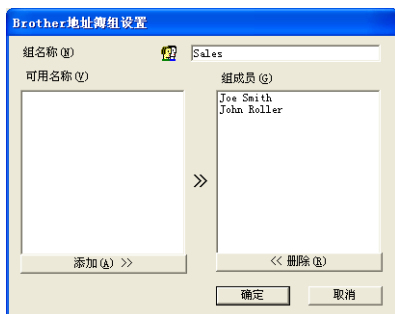 Brother地址簿组设置
组名称(N)
Sales
可用名称(V)
组成员(G)
Joe Smith
John Roller
添加(A) >>
<< 删除(R)
确定
取消